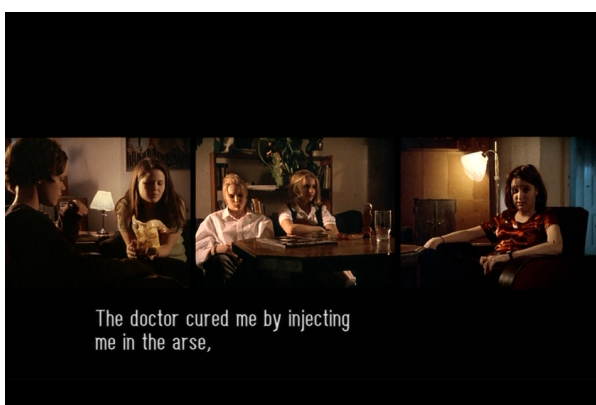 The doctor cured me by injecting
me in the arse,